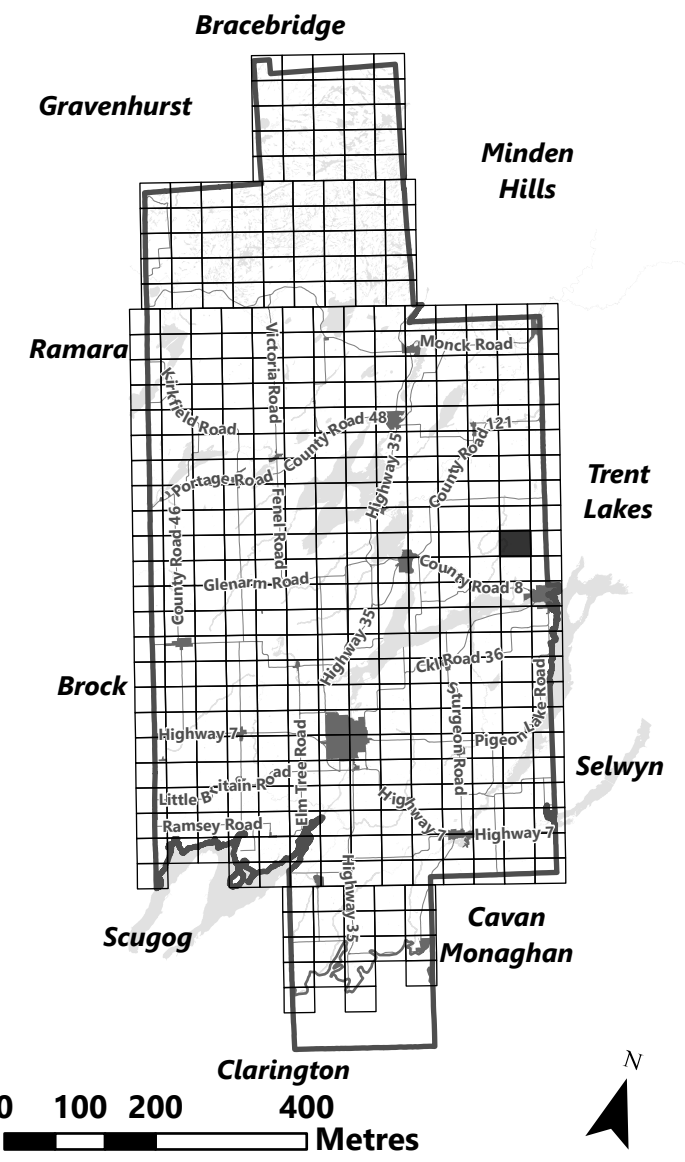 Bracebridge
Gravenhurst
Minden
Hills
Ramara
Monck Road
Victoria Road
Kirkfield Road
County Road 48
County Road 121
Highway 35
Portage Road
Trent
Lakes
Fenel Road
County Road 46
County Road 8
Glenarm Road
Highway 35
Ckl Road 36
Brock
Sturgeon Road
Pigeon Lake Road
Elm Tree Road
Highway 7
Selwyn
Little Britain Road
Highway 7
Highway 7
Ramsey Road
Highway 35
Scugog
Cavan
Monaghan
Clarington
N
0 100 200 400
Metres